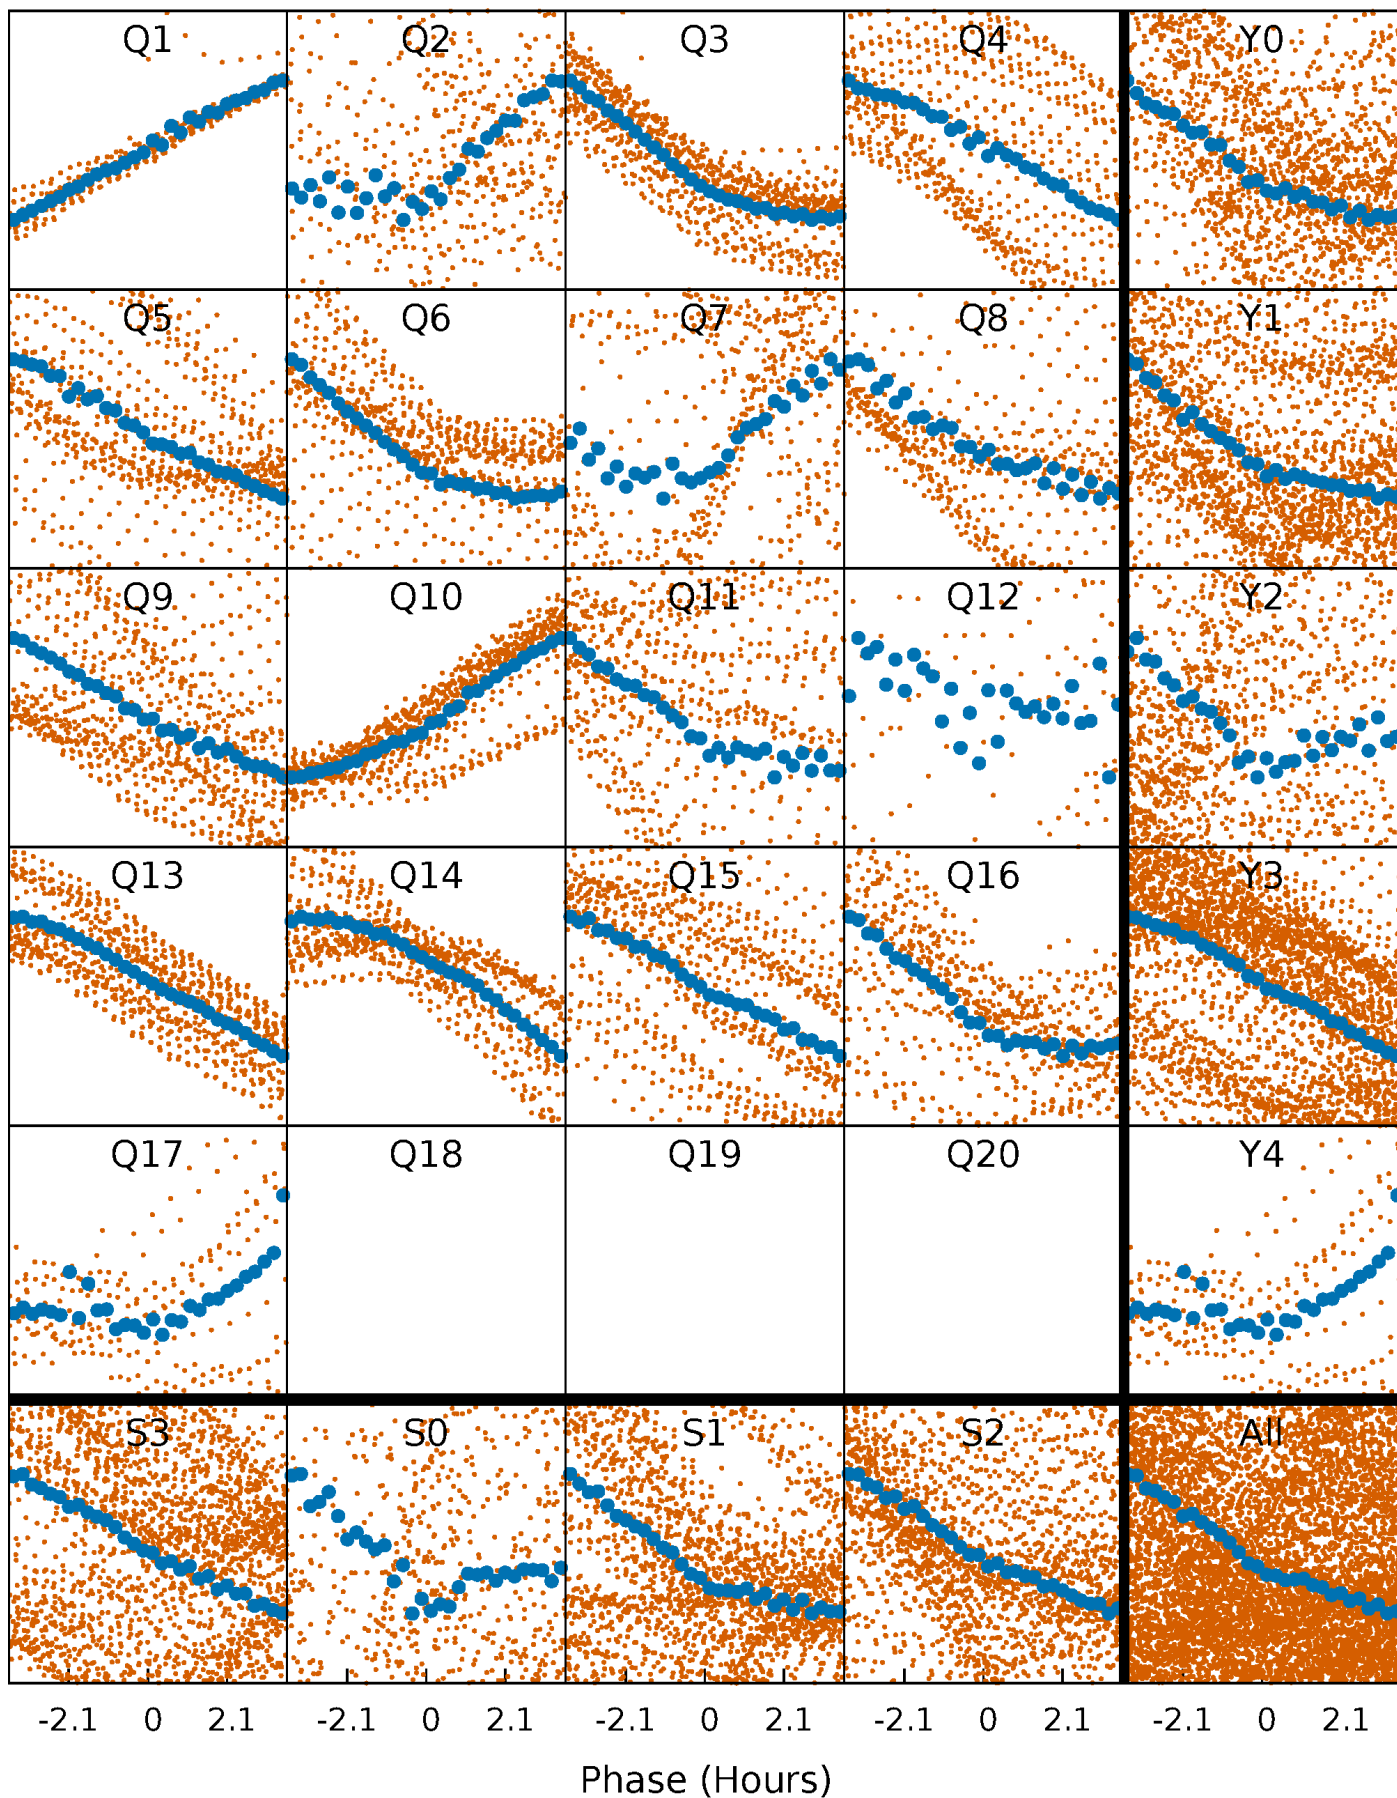 Q1 Q2 Q3 Q4 Y0
Q5 Q6 Q7 Q8 Y1
Q9 Q10 Q11 Q12 Y2
Q13 Q14 Q15 Q16 Y3
Q17 Q18 Q19 Q20 Y4
S3 S0 S1 S2 All
-2.1 0 2.1 -2.1 0 2.1 -2.1 0 2.1 -2.1 0 2.1 -2.1 0 2.1
Phase (Hours)